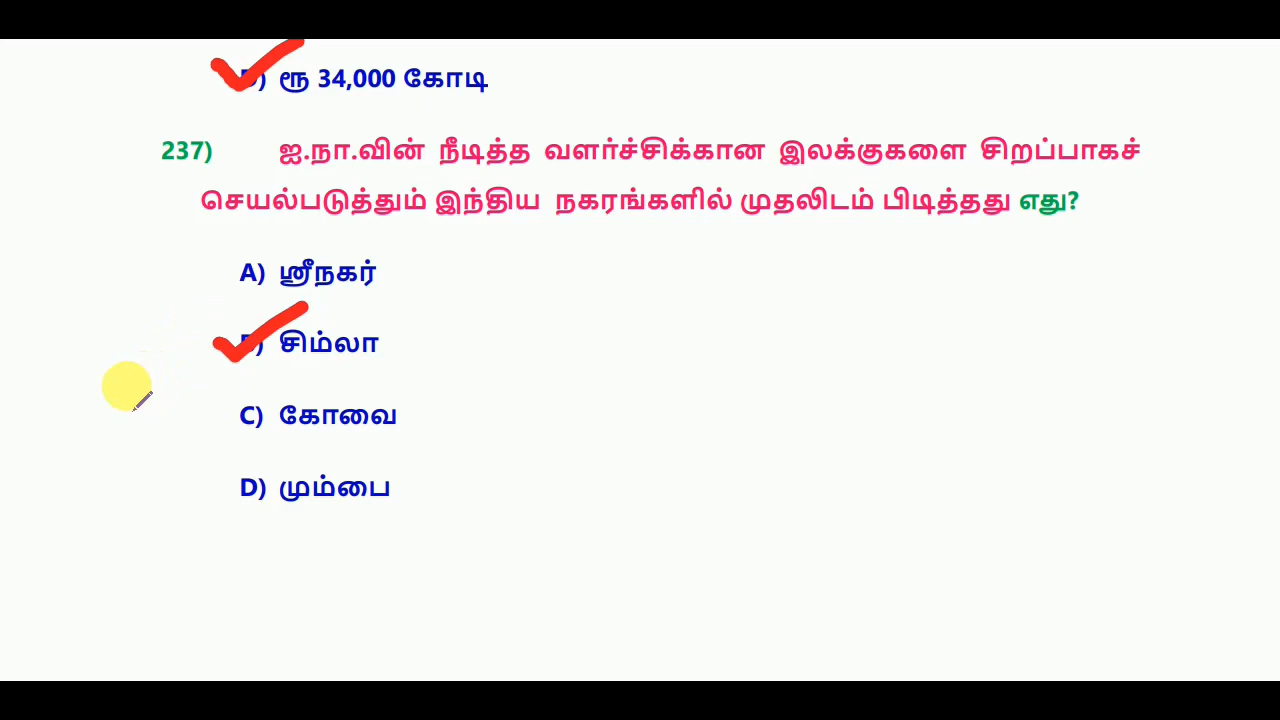 D) ரூ 34,000 கோடி
237) ஐ.நா.வின் நீடித்த வளர்ச்சிக்கான இலக்குகளை சிறப்பாகச்
செயல்படுத்தும் இந்திய நகரங்களில் முதலிடம் பிடித்தது எது?
A) ஸ்ரீநகர்
B) சிம்லா
C) கோவை
D) மும்பை